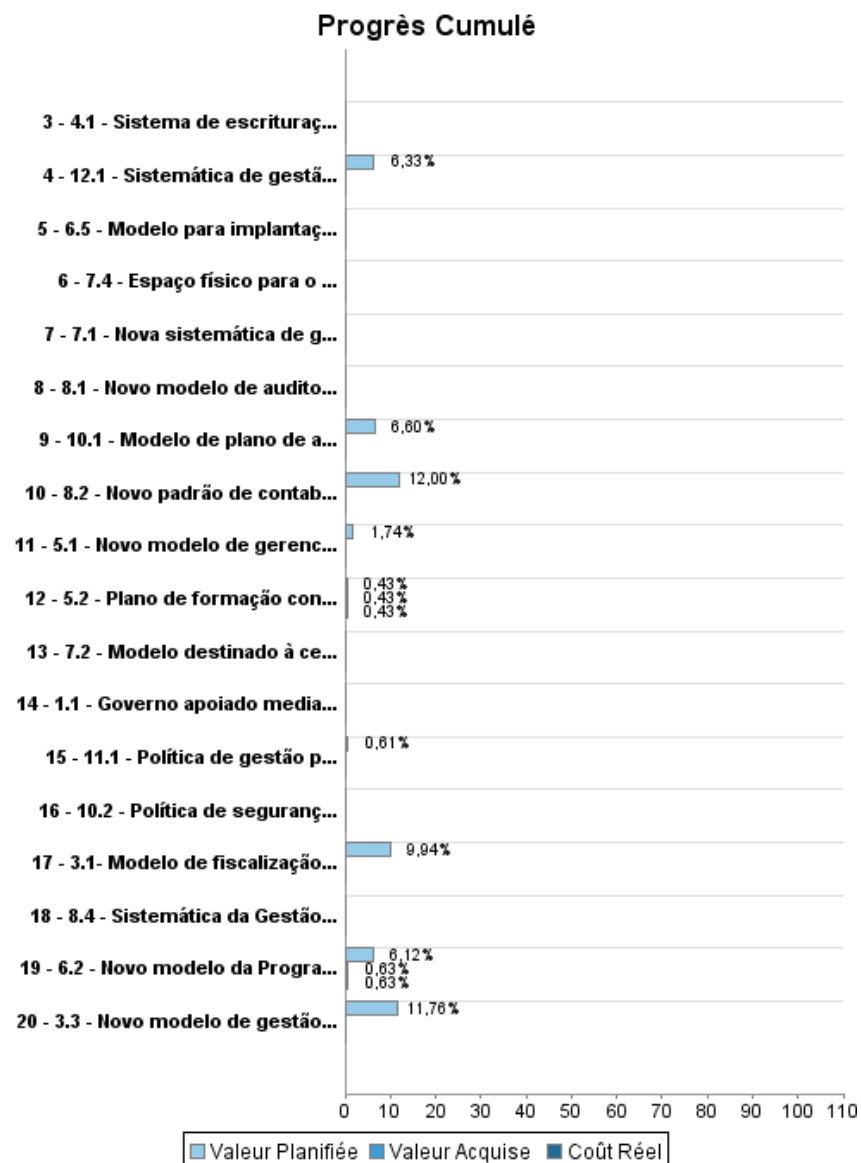 Progrès Cumulé
3 - 4.1 - Sistema de escrituraç...
4 - 12.1 - Sistemática de gestã...
6,33%
5 - 6.5 - Modelo para implantaç...
6 - 7.4 - Espaço físico para o ...
7 - 7.1 - Nova sistemática de g...
8 - 8.1 - Novo modelo de audito...
9 - 10.1 - Modelo de plano de a...
6,60%
10 - 8.2 - Novo padrão de contab...
12,00%
11 - 5.1 - Novo modelo de gerenc...
1,74%
12 - 5.2 - Plano de formação con...
0,43%
0,43%
0,43%
13 - 7.2 - Modelo destinado à ce...
14 - 1.1 - Governo apoiado media...
15 - 11.1 - Política de gestão p...
0,61%
16 - 10.2 - Política de seguranç...
17 - 3.1- Modelo de fiscalização...
9,94%
18 - 8.4 - Sistemática da Gestão...
19 - 6.2 - Novo modelo da Progra...
6,12%
0,63%
0,63%
20 - 3.3 - Novo modelo de gestão...
11,76%
0 10 20 30 40 50 60 70 80 90 100 110
Valeur Planifiée Valeur Acquise Coût Réel